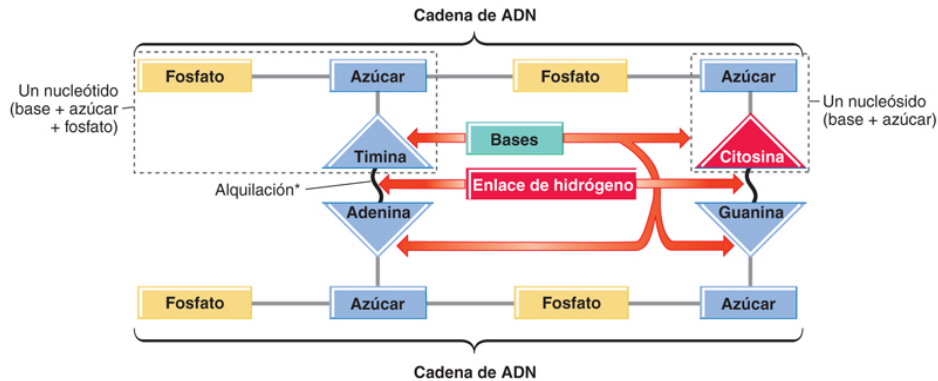 Cadena de ADN
Fosfato
Azúcar
Fosfato
Azúcar
Un nucleótido
(base + azúcar
+ fosfato)
Un nucleósido
(base + azúcar)
Bases
Timina
Citosina
Alquilación*
Enlace de hidrógeno
Adenina
Guanina
Fosfato
Azúcar
Fosfato
Azúcar
Cadena de ADN